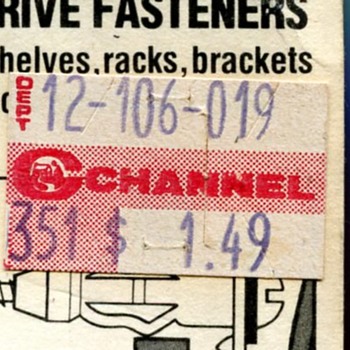 RIVE FASTENERS
helves, racks, brackets
DEPT 12-106-019
CHANNEL
351 $ 1.49